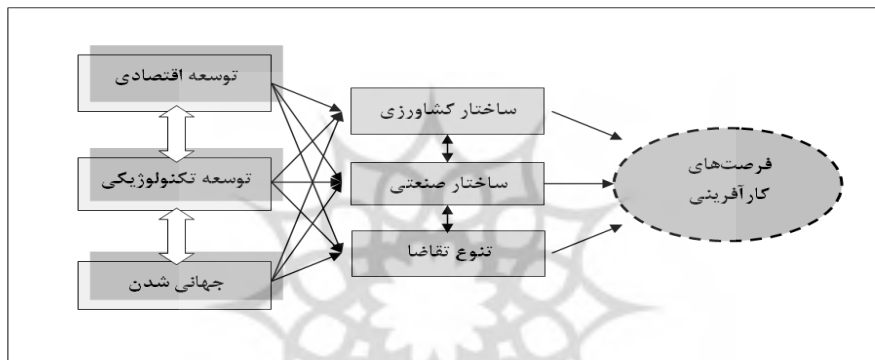 توسعه اقتصادی
توسعه تکنولوژیکی
جهانی شدن
ساختار کشاورزی
ساختار صنعتی
تنوع تقاضا
فرصت‌های
کارآفرینی